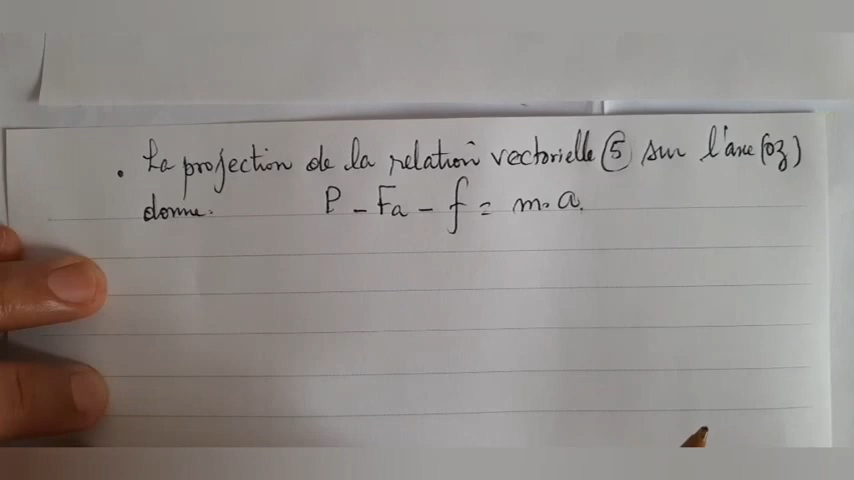 . La projection de la relation vectorielle (5) sur l'axe (oz)
donne. P - Fa - f = m. a.